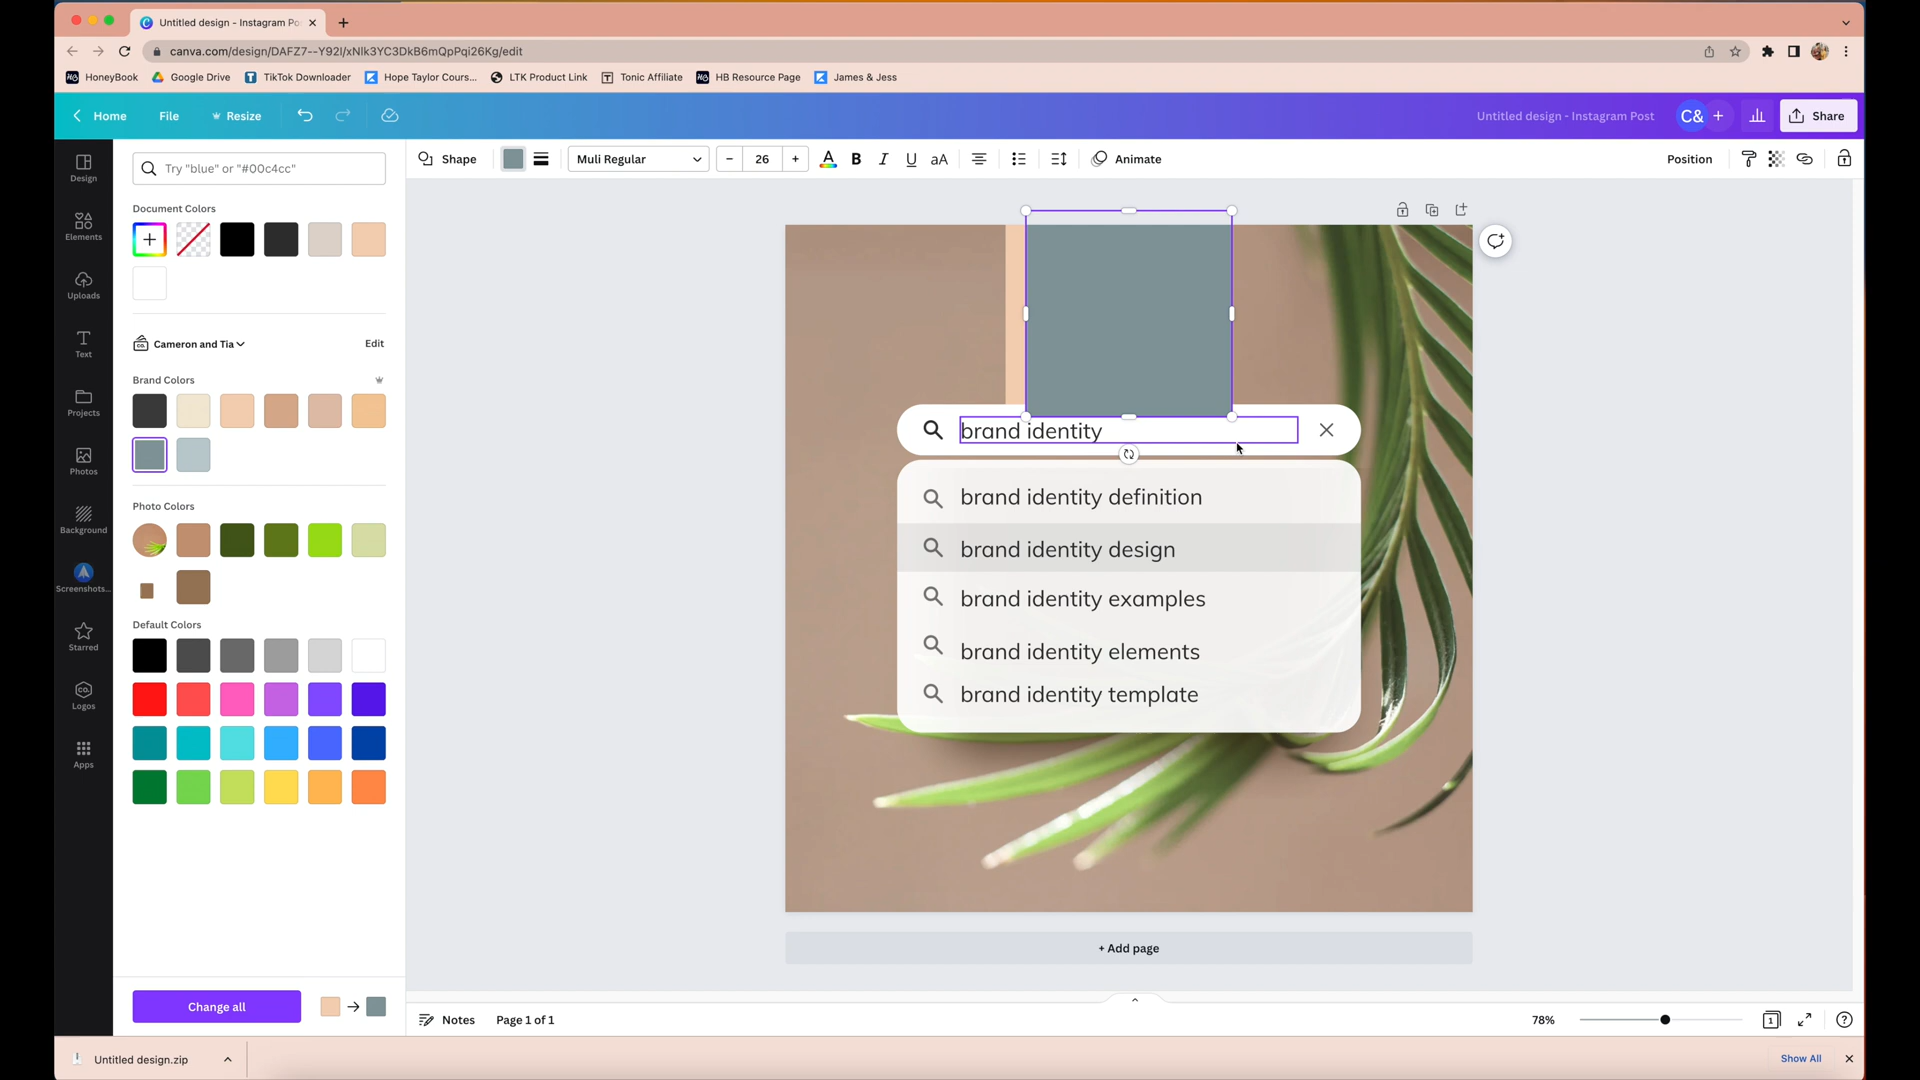 Untitled design - Instagram Po
canva.com/design/DAFZ7--Y92I/xNlk3YC3DkB6mQpPqi26Kg/edit
HoneyBook Google Drive TikTok Downloader Hope Taylor Cours... LTK Product Link Tonic Affiliate HB Resource Page James & Jess
Home File Resize Untitled design - Instagram Post C& + Share
Try "blue" or "#00c4cc" Shape Muli Regular - 26 + A B I U aA Animate Position
Design
Document Colors
Elements
Uploads
Text
Cameron and Tia Edit
Brand Colors
Projects
brand identity
Photos
Photo Colors
brand identity definition
Background
brand identity design
Screenshots...
brand identity examples
Default Colors
Starred
brand identity elements
Logos
brand identity template
Apps
+ Add page
Change all
Notes Page 1 of 1 78% 1
Untitled design.zip Show All